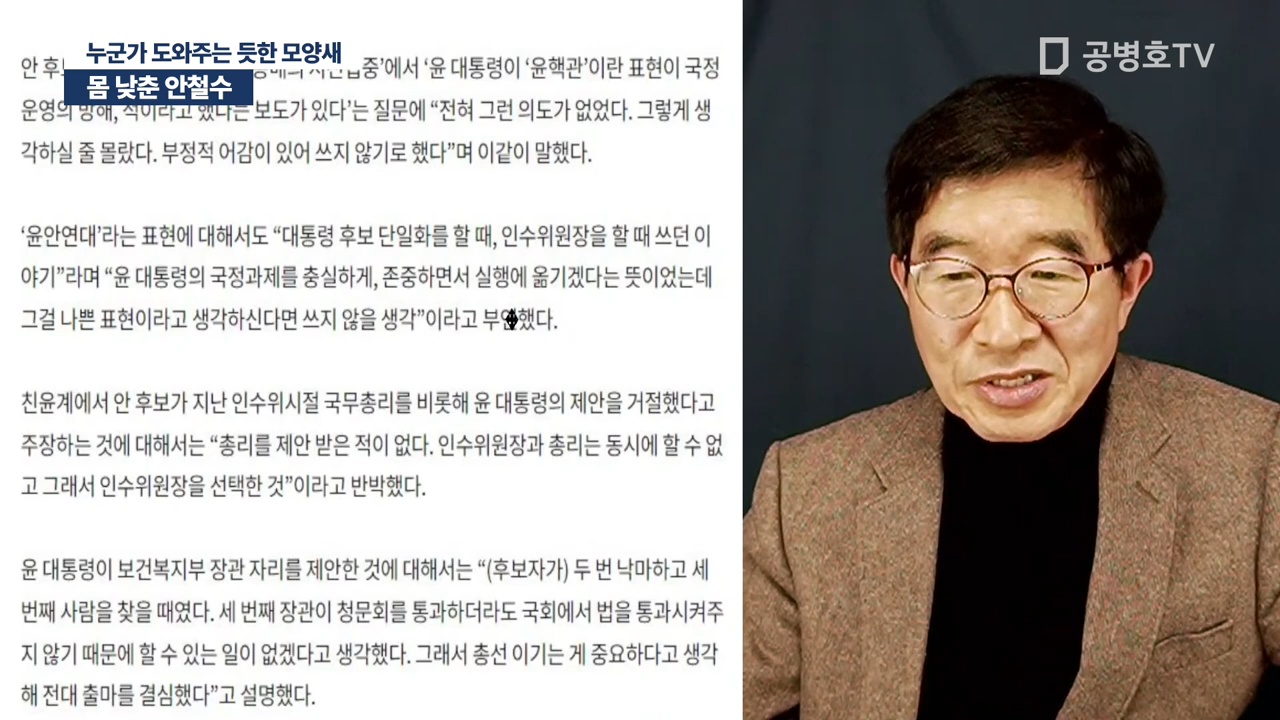 누군가 도와주는 듯한 모양새
몸 낮춘 안철수
공병호TV
안 후 에서 ‘윤 대통령이 ‘윤핵관’이란 표현이 국정
운영의 방해, 적이라고 했다는 보도가 있다’는 질문에 “전혀 그런 의도가 없었다. 그렇게 생
각하실 줄 몰랐다. 부정적 어감이 있어 쓰지 않기로 했다”며 이같이 말했다.
‘윤안연대’라는 표현에 대해서도 “대통령 후보 단일화를 할 때, 인수위원장을 할 때 쓰던 이
야기”라며 “윤 대통령의 국정과제를 충실하게, 존중하면서 실행에 옮기겠다는 뜻이었는데
그걸 나쁜 표현이라고 생각하신다면 쓰지 않을 생각”이라고 부연했다.
친윤계에서 안 후보가 지난 인수위시절 국무총리를 비롯해 윤 대통령의 제안을 거절했다고
주장하는 것에 대해서는 “총리를 제안 받은 적이 없다. 인수위원장과 총리는 동시에 할 수 없
고 그래서 인수위원장을 선택한 것”이라고 반박했다.
윤 대통령이 보건복지부 장관 자리를 제안한 것에 대해서는 “(후보자가) 두 번 낙마하고 세
번째 사람을 찾을 때였다. 세 번째 장관이 청문회를 통과하더라도 국회에서 법을 통과시켜주
지 않기 때문에 할 수 있는 일이 없겠다고 생각했다. 그래서 총선 이기는 게 중요하다고 생각
해 전대 출마를 결심했다”고 설명했다.